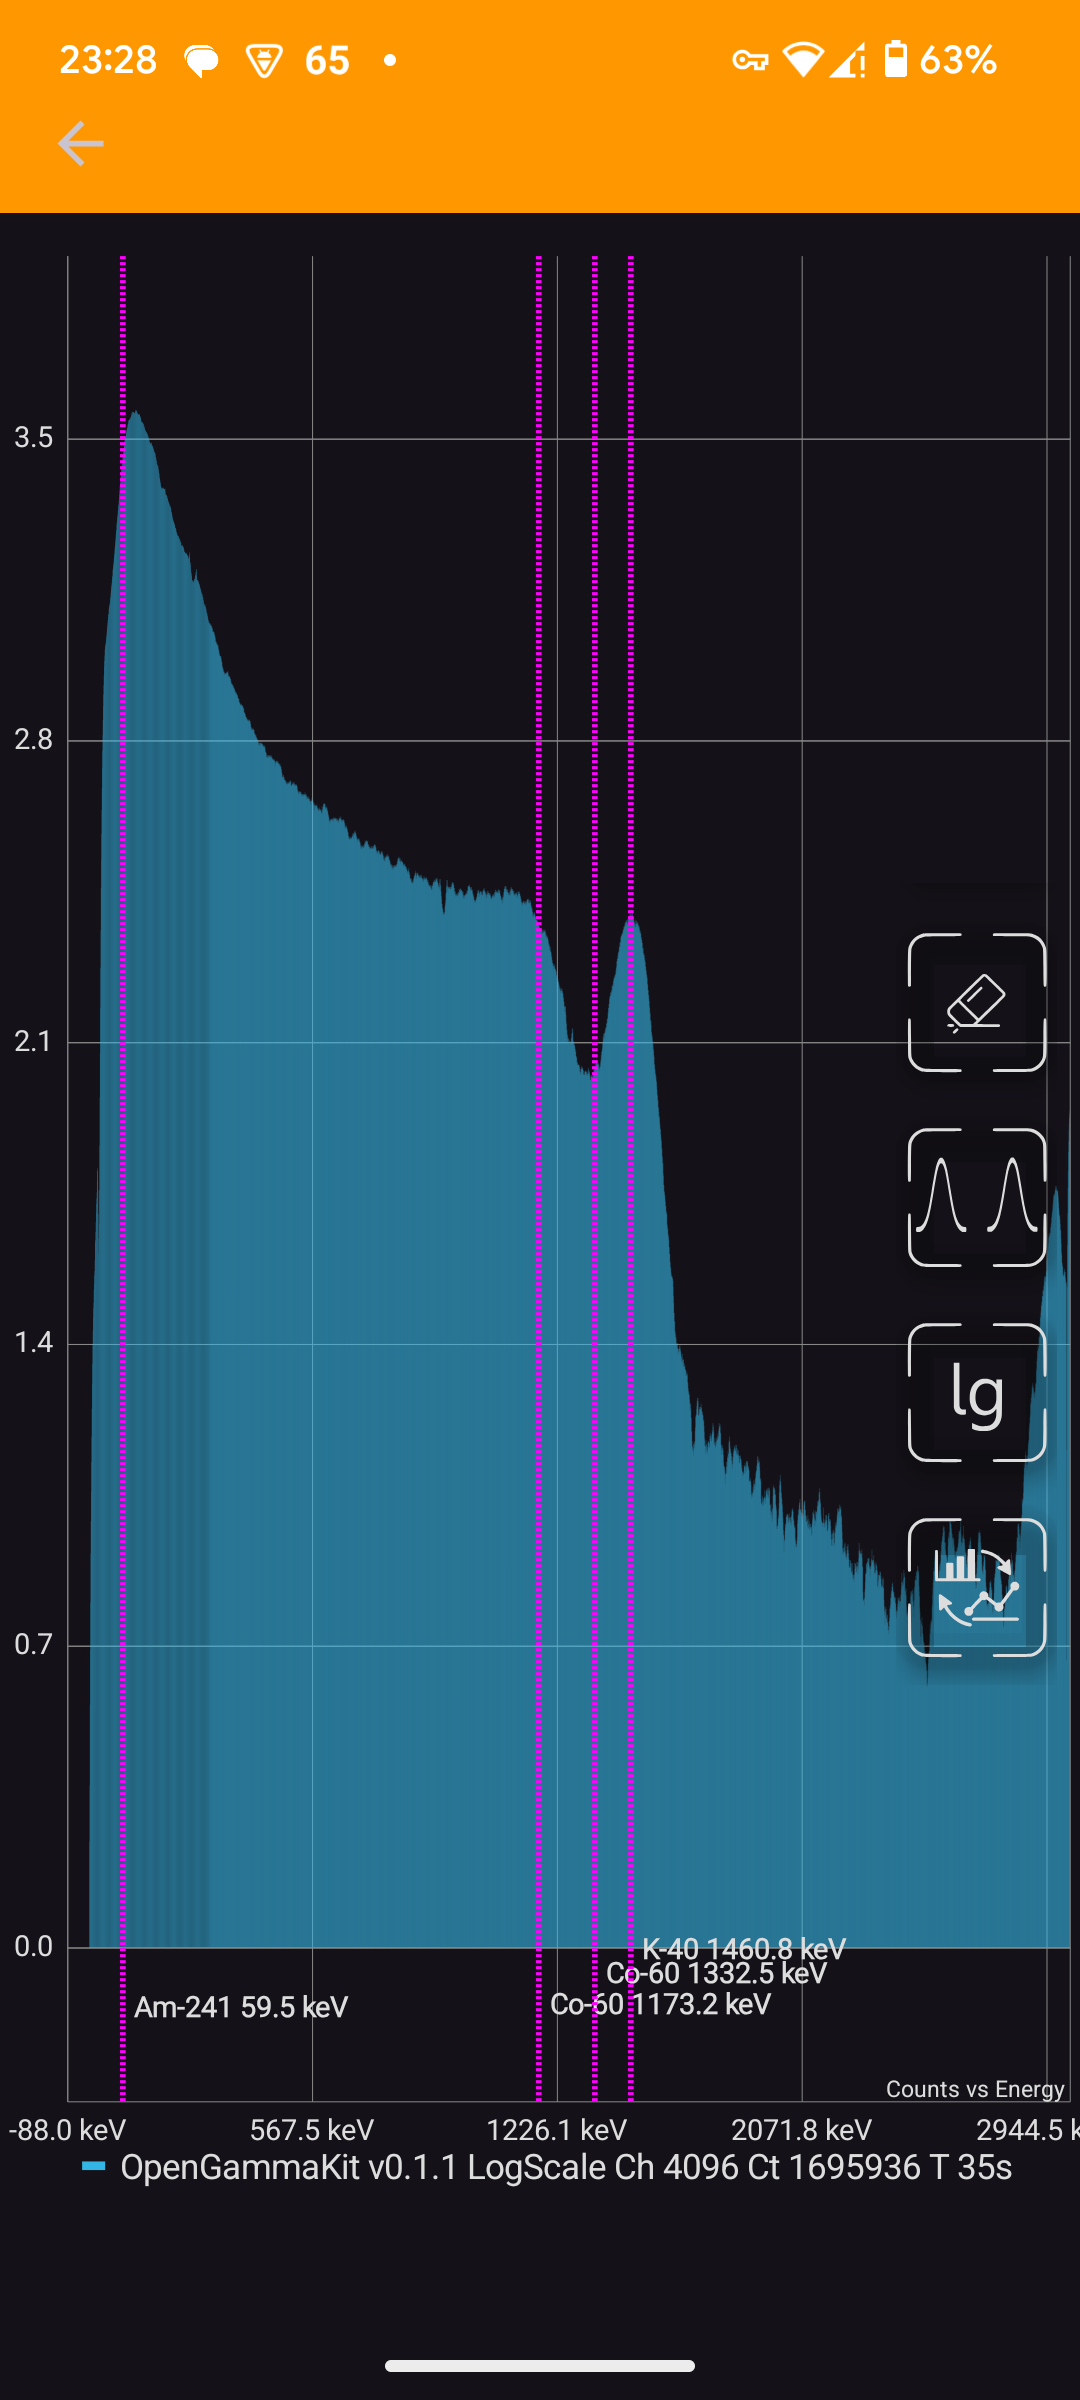 23:28 65 63%
3.5
2.8
2.1
lg
1.4
0.7
0.0
K-40 1460.8 keV
Co-60 1332.5 keV
Co-60 1173.2 keV
Am-241 59.5 keV
Counts vs Energy
-88.0 keV 567.5 keV 1226.1 keV 2071.8 keV 2944.5 k
OpenGammaKit v0.1.1 LogScale Ch 4096 Ct 1695936 T 35s